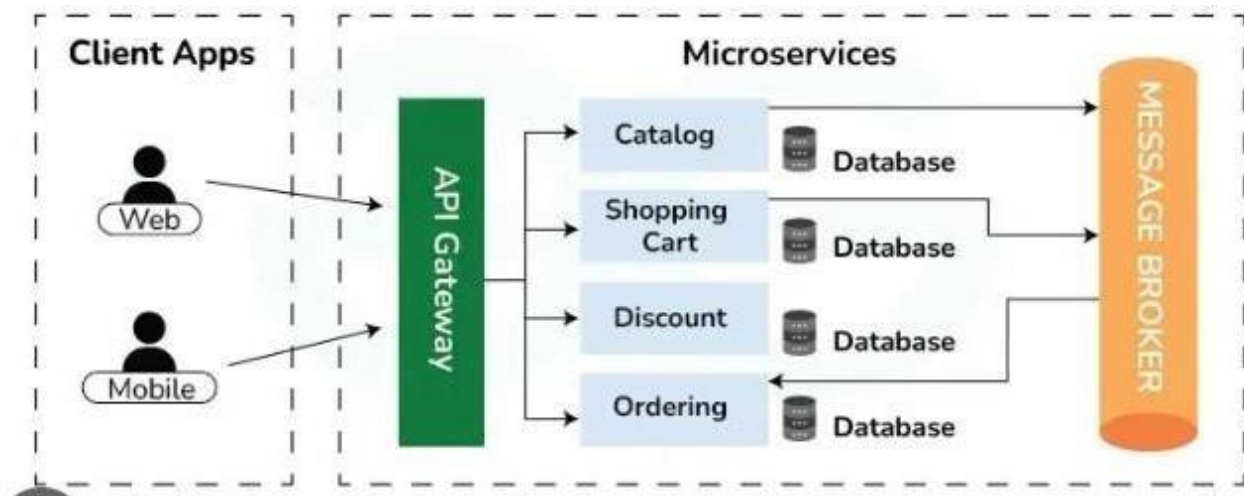 Client Apps
Web
Mobile
Microservices
API Gateway
Catalog
Database
Shopping
Cart
Database
Discount
Database
Ordering
Database
MESSAGE BROKER